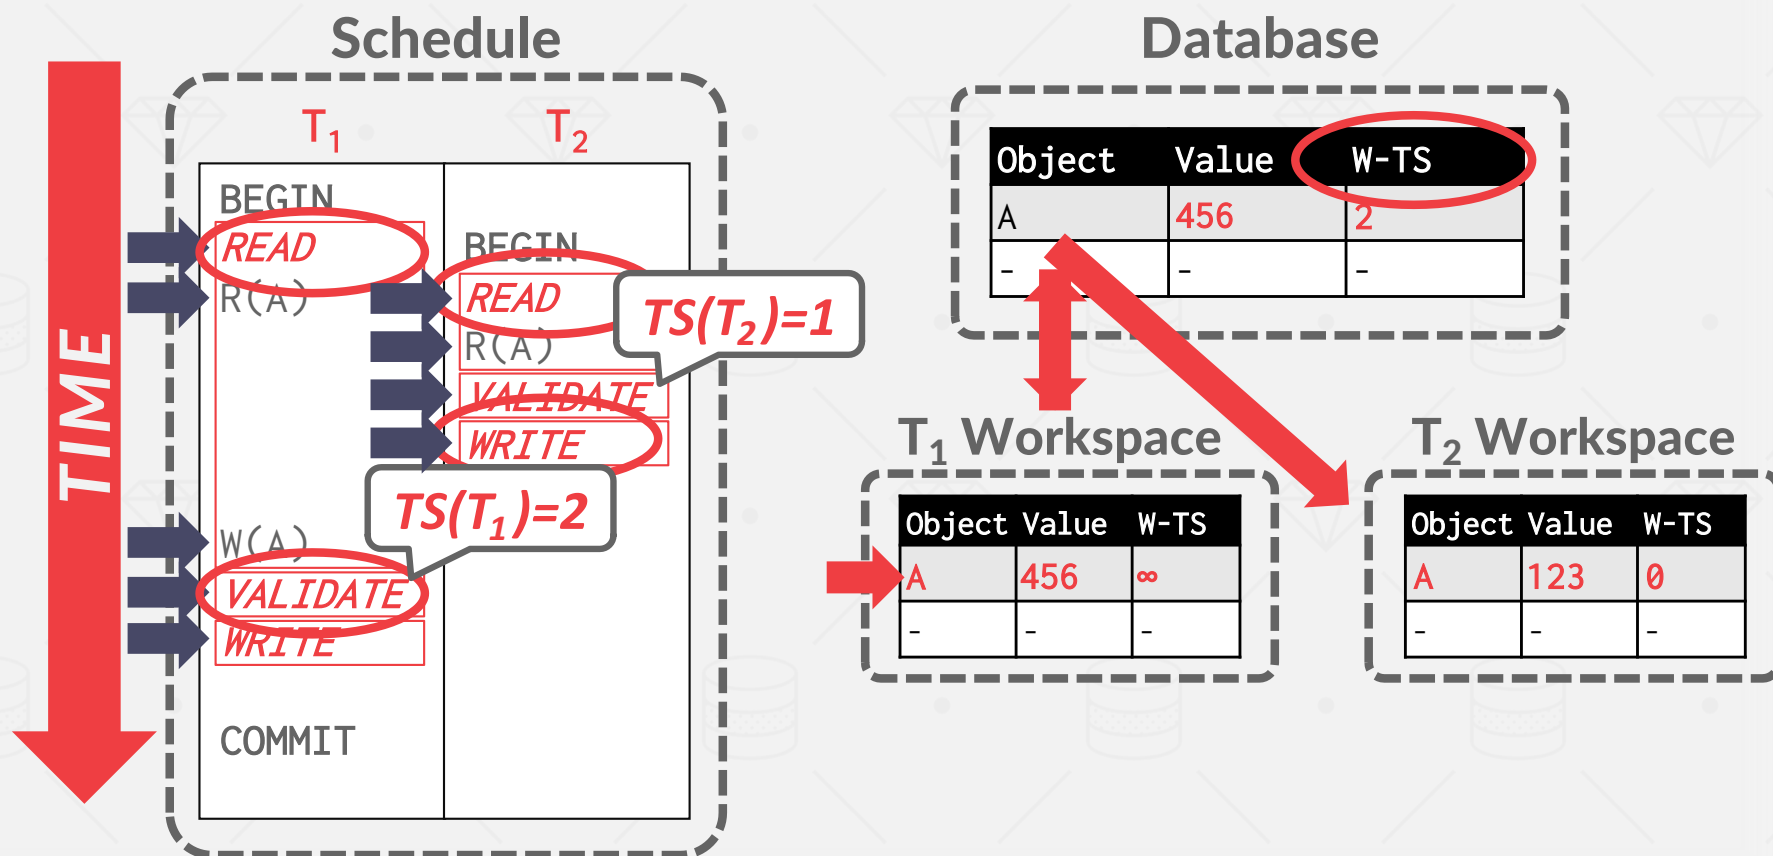 Schedule
Database
TIME
T1
T2
BEGIN
READ
R(A)
W(A)
VALIDATE
WRITE
COMMIT
BEGIN
READ
R(A)
VALIDATE
WRITE
TS(T2)=1
TS(T1)=2
Object Value W-TS
A 456 2
- - -
T1 Workspace
Object Value W-TS
A 456 ∞
- - -
T2 Workspace
Object Value W-TS
A 123 0
- - -